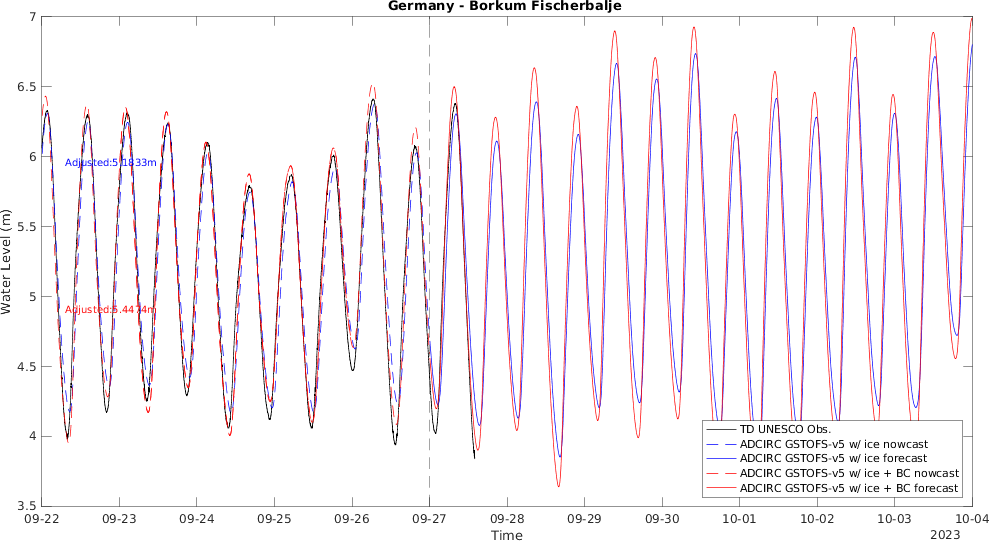 Germany - Borkum Fischerbalje
Water Level (m)
7
6.5
6
5.5
5
4.5
4
3.5
Adjusted:5.1833m
Adjusted:5.4474m
TD UNESCO Obs.
ADCIRC GSTOFS-v5 w/ ice nowcast
ADCIRC GSTOFS-v5 w/ ice forecast
ADCIRC GSTOFS-v5 w/ ice + BC nowcast
ADCIRC GSTOFS-v5 w/ ice + BC forecast
09-22 09-23 09-24 09-25 09-26 09-27 09-28 09-29 09-30 10-01 10-02 10-03 10-04
Time
2023